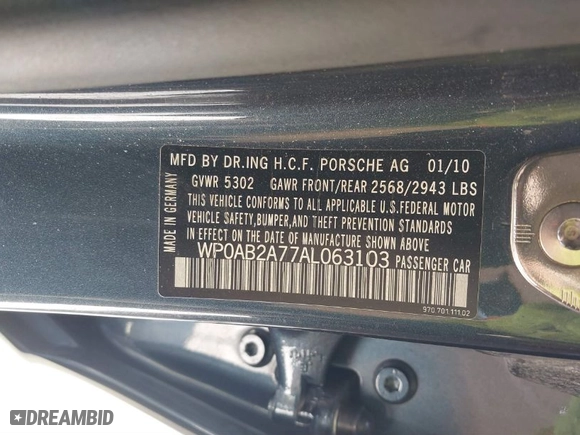 MFD BY DR.ING H.C.F. PORSCHE AG 01/10
GVWR 5302 GAWR FRONT/REAR 2568/2943 LBS
THIS VEHICLE CONFORMS TO ALL U.S.FEDERAL MOTOR
VEHICLE SAFETY,BUMPER,AND THEFT PREVENTION STANDARDS
IN EFFECT ON THE DATE OF MANUFACTURE SHOWN ABOVE
WP0AB2A77AL063103 PASSENGER CAR
MADE IN GERMANY
970.701.111.02
DREAMBID